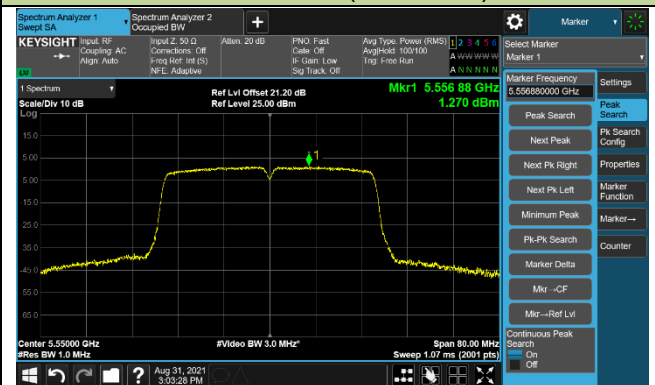 Spectrum Analyzer 1
Swept SA
Spectrum Analyzer 2
Occupied BW
+
Marker
KEYSIGHT
Input: RF
Coupling: AC
Align: Auto
Input Z: 50 Ω
Corrections: Off
Freq Ref: Int (S)
NFE: Adaptive
Atten: 20 dB
PNO: Fast
Gate: Off
IF Gain: Low
Sig Track: Off
Avg Type: Power (RMS)
Avg|Hold: 100/100
Trig: Free Run
1 2 3 4 5 6
A W W W W W
A N N N N N
Select Marker
Marker 1
LXI
1 Spectrum
Scale/Div 10 dB
Log
Ref Lvl Offset 21.20 dB
Ref Level 25.00 dBm
Mkr1 5.556 88 GHz
1.270 dBm
15.0
5.00
-5.00
-15.0
-25.0
-35.0
-45.0
-55.0
-65.0
1
Center 5.55000 GHz
#Res BW 1.0 MHz
#Video BW 3.0 MHz*
Span 80.00 MHz
Sweep 1.07 ms (2001 pts)
Marker Frequency
5.556880000 GHz
Peak Search
Next Peak
Next Pk Right
Next Pk Left
Minimum Peak
Pk-Pk Search
Marker Delta
Mkr→CF
Mkr→Ref Lvl
Continuous Peak
Search
On
Off
Settings
Peak
Search
Pk Search
Config
Properties
Marker
Function
Marker→
Counter
?
Aug 31, 2021
3:03:28 PM